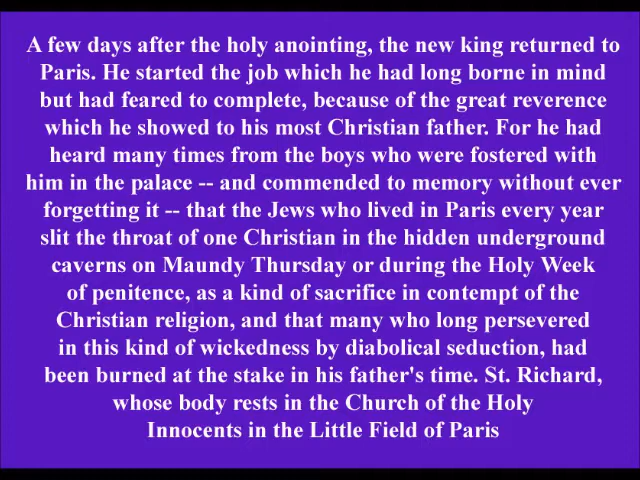 A few days after the holy anointing, the new king returned to
Paris. He started the job which he had long borne in mind
but had feared to complete, because of the great reverence
which he showed to his most Christian father. For he had
heard many times from the boys who were fostered with
him in the palace -- and commended to memory without ever
forgetting it -- that the Jews who lived in Paris every year
slit the throat of one Christian in the hidden underground
caverns on Maundy Thursday or during the Holy Week
of penitence, as a kind of sacrifice in contempt of the
Christian religion, and that many who long persevered
in this kind of wickedness by diabolical seduction, had
been burned at the stake in his father's time. St. Richard,
whose body rests in the Church of the Holy
Innocents in the Little Field of Paris